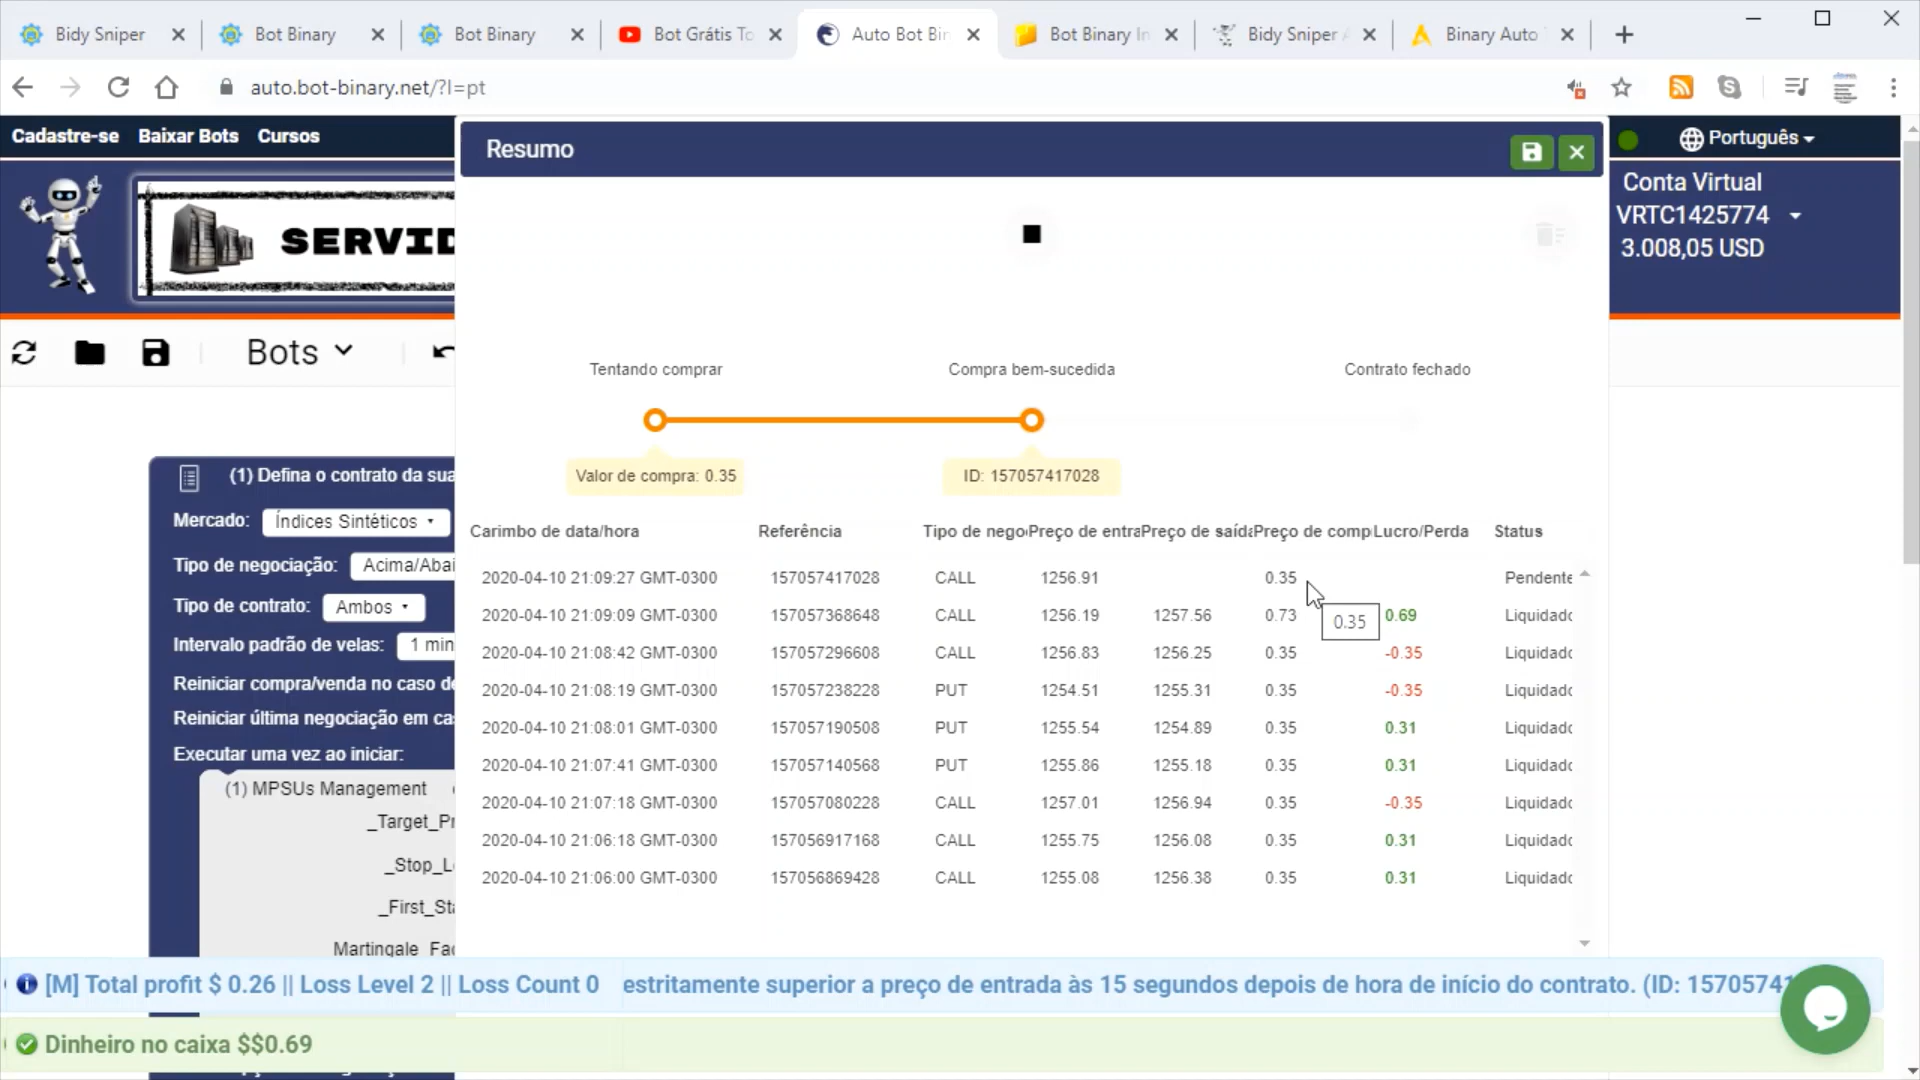 Bidy Sniper
Bot Binary
Bot Binary
Bot Grátis To
Auto Bot Bin
Bot Binary In
Bidy Sniper A
Binary Auto
auto.bot-binary.net/?l=pt
Cadastre-se Baixar Bots Cursos
Resumo
Português
SERVID
Conta Virtual
VRTC1425774
3.008,05 USD
Bots
Tentando comprar Compra bem-sucedida Contrato fechado
Valor de compra: 0.35 ID: 157057417028
(1) Defina o contrato da sua
Mercado: Índices Sintéticos
Tipo de negociação: Acima/Abai
Tipo de contrato: Ambos
Intervalo padrão de velas: 1 min
Reiniciar compra/venda no caso de
Reiniciar última negociação em cas
Executar uma vez ao iniciar:
(1) MPSUs Management
_Target_Pr
_Stop_L
_First_Sta
Martingale_Fac
Carimbo de data/hora Referência Tipo de nego Preço de entra Preço de saída Preço de comp Lucro/Perda Status
2020-04-10 21:09:27 GMT-0300 157057417028 CALL 1256.91 0.35 Pendente
2020-04-10 21:09:09 GMT-0300 157057368648 CALL 1256.19 1257.56 0.73 0.69 Liquidado
0.35
2020-04-10 21:08:42 GMT-0300 157057296608 CALL 1256.83 1256.25 0.35 -0.35 Liquidado
2020-04-10 21:08:19 GMT-0300 157057238228 PUT 1254.51 1255.31 0.35 -0.35 Liquidado
2020-04-10 21:08:01 GMT-0300 157057190508 PUT 1255.54 1254.89 0.35 0.31 Liquidado
2020-04-10 21:07:41 GMT-0300 157057140568 PUT 1255.86 1255.18 0.35 0.31 Liquidado
2020-04-10 21:07:18 GMT-0300 157057080228 CALL 1257.01 1256.94 0.35 -0.35 Liquidado
2020-04-10 21:06:18 GMT-0300 157056917168 CALL 1255.75 1256.08 0.35 0.31 Liquidado
2020-04-10 21:06:00 GMT-0300 157056869428 CALL 1255.08 1256.38 0.35 0.31 Liquidado
[M] Total profit $ 0.26 || Loss Level 2 || Loss Count 0 estritamente superior a preço de entrada às 15 segundos depois de hora de início do contrato. (ID: 15705741
Dinheiro no caixa $$0.69